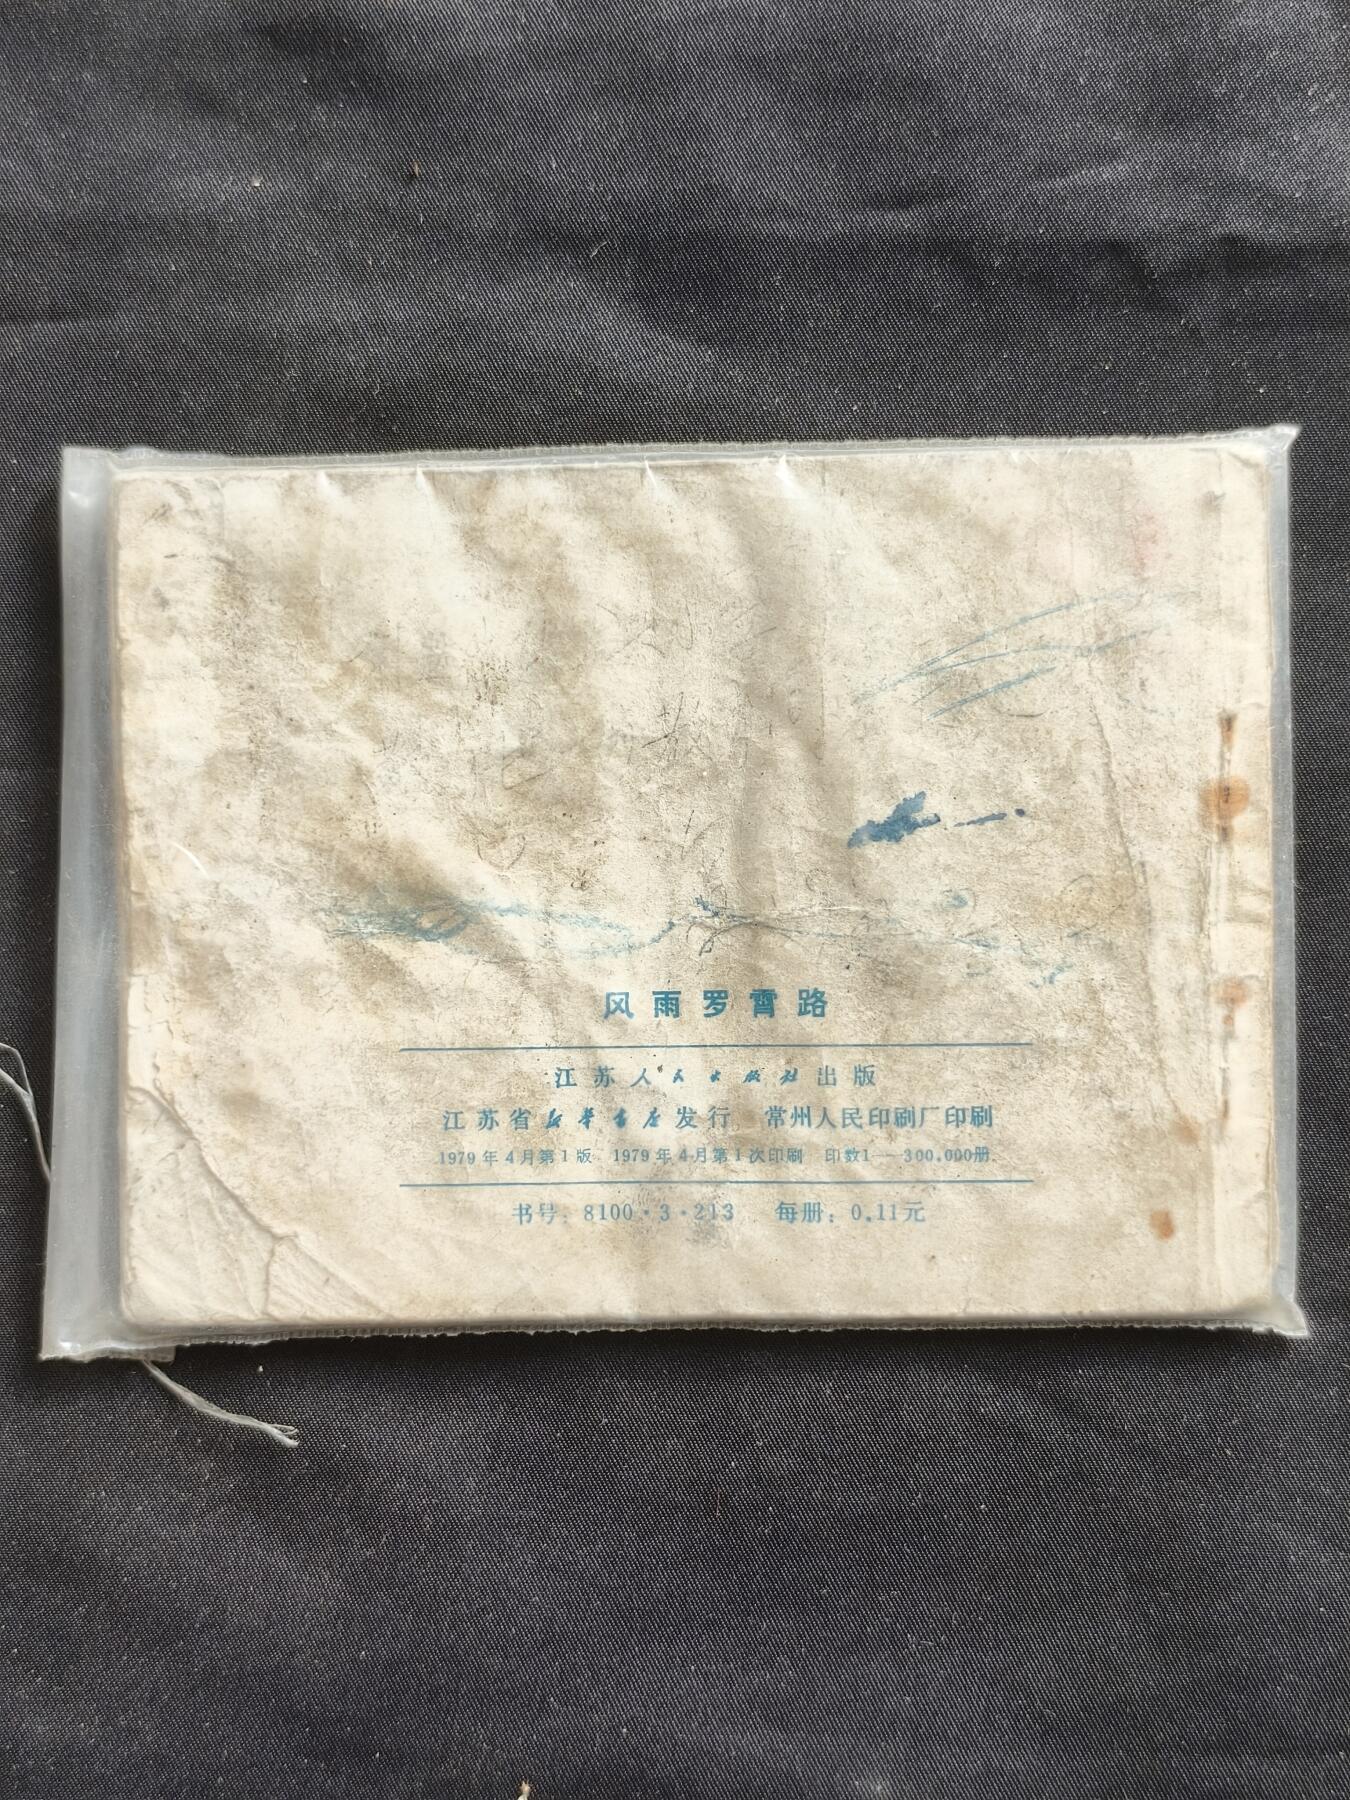 风雨罗霄路
江苏人民出版社出版
江苏省新华书店发行 常州人民印刷厂印刷
1979年4月第1版 1979年4月第1次印刷 印数1—300,000册
书号：8100·3·213 每册：0.11元